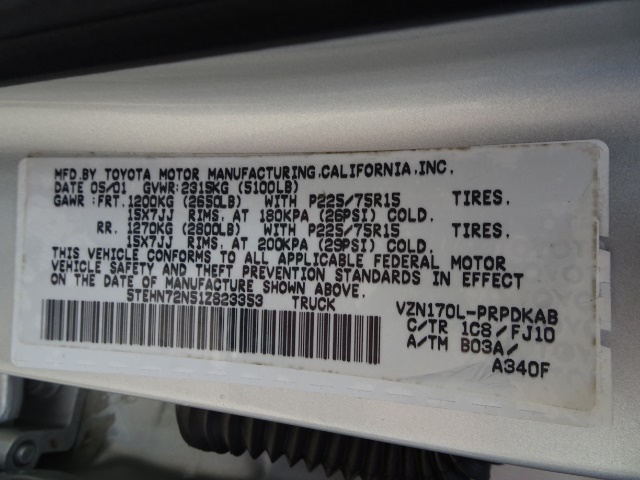 MFD.BY TOYOTA MOTOR MANUFACTURING,CALIFORNIA,INC.
DATE 05/01 GVWR:2315KG (5100LB)
GAWR :FRT.1200KG (2650LB) WITH P225/75R15 TIRES.
15X7JJ RIMS, AT 180KPA (26PSI) COLD.
RR. 1270KG (2800LB) WITH P225/75R15 TIRES.
15X7JJ RIMS, AT 200KPA (29PSI) COLD.
THIS VEHICLE CONFORMS TO ALL APPLICABLE FEDERAL MOTOR
VEHICLE SAFETY AND THEFT PREVENTION STANDARDS IN EFFECT
ON THE DATE OF MANUFACTURE SHOWN ABOVE.
5TEHN72N51Z823353 TRUCK
VZN170L-PRPDKAB
C/TR 1C8/FJ10
A/TM B03A/
A340F